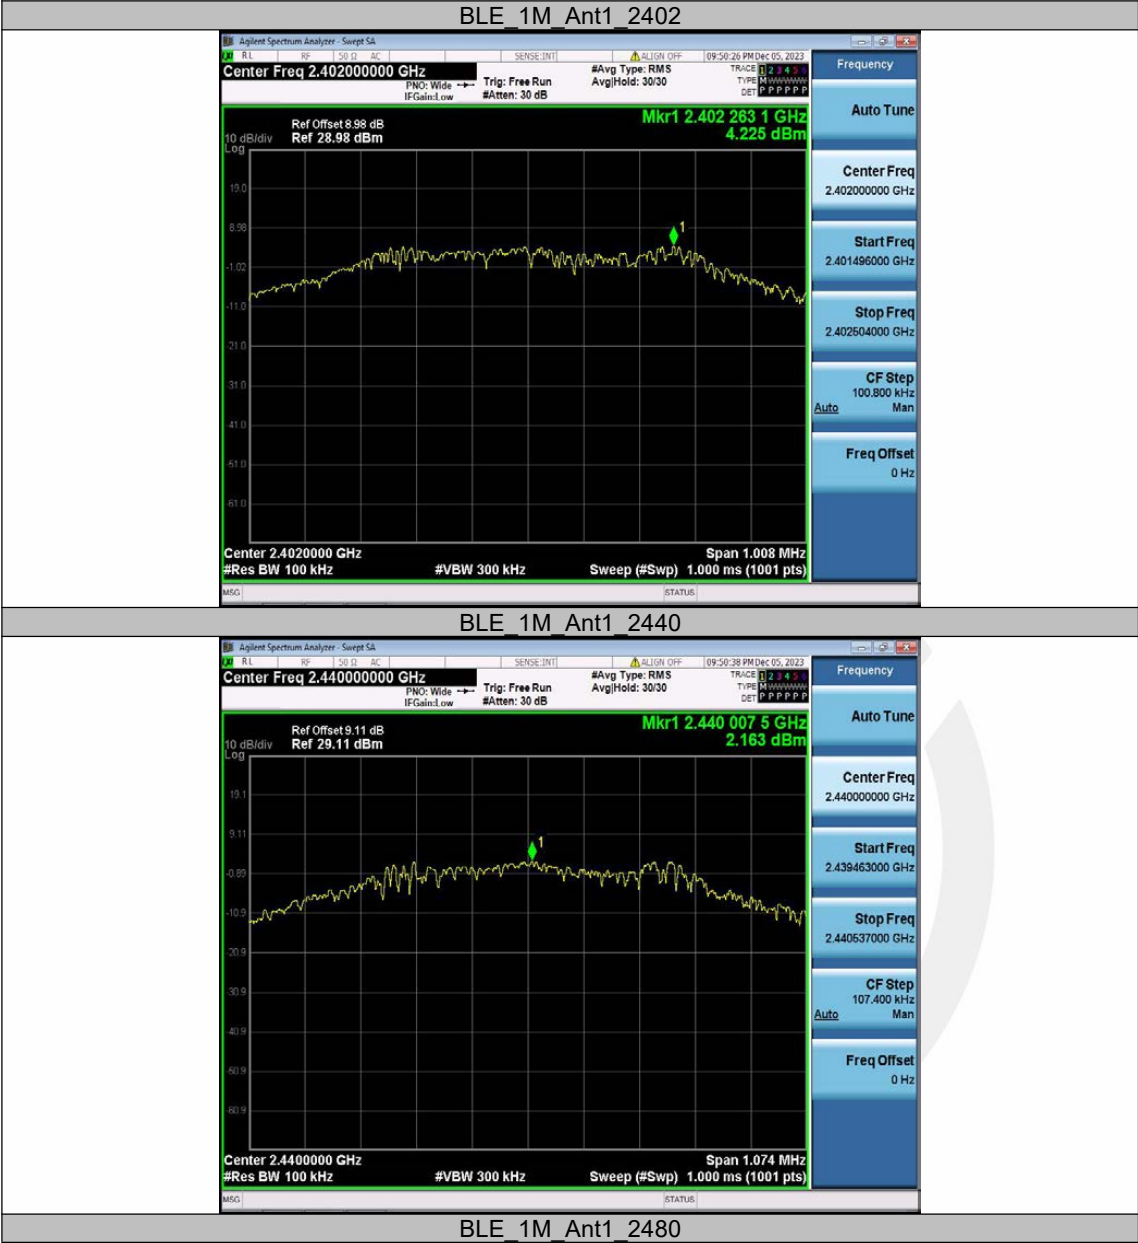 BLE_1M_Ant1_2402
Agilent Spectrum Analyzer - Swept SA
RL RF 50 Ω AC SENSE:INT ALIGN OFF 09:50:26 PM Dec 05, 2023
Center Freq 2.402000000 GHz
PNO: Wide
IFGain:Low
Trig: Free Run
#Atten: 30 dB
#Avg Type: RMS
Avg|Hold: 30/30
TRACE 1 2 3 4 5 6
TYPE M W W W W W
DET P P P P P P
Frequency
Auto Tune
Ref Offset 8.98 dB
10 dB/div Ref 28.98 dBm
Log
Mkr1 2.402 263 1 GHz
4.225 dBm
19.0
8.98
-1.02
-11.0
-21.0
-31.0
-41.0
-51.0
-61.0
1
Center Freq
2.402000000 GHz
Start Freq
2.401496000 GHz
Stop Freq
2.402504000 GHz
CF Step
100.800 kHz
Auto Man
Freq Offset
0 Hz
Center 2.4020000 GHz Span 1.008 MHz
#Res BW 100 kHz #VBW 300 kHz Sweep (#Swp) 1.000 ms (1001 pts)
MSG STATUS
BLE_1M_Ant1_2440
Agilent Spectrum Analyzer - Swept SA
RL RF 50 Ω AC SENSE:INT ALIGN OFF 09:50:38 PM Dec 05, 2023
Center Freq 2.440000000 GHz
PNO: Wide
IFGain:Low
Trig: Free Run
#Atten: 30 dB
#Avg Type: RMS
Avg|Hold: 30/30
TRACE 1 2 3 4 5 6
TYPE M W W W W W
DET P P P P P P
Frequency
Auto Tune
Ref Offset 9.11 dB
10 dB/div Ref 29.11 dBm
Log
Mkr1 2.440 007 5 GHz
2.163 dBm
19.1
9.11
-0.89
-10.9
-20.9
-30.9
-40.9
-50.9
-60.9
1
Center Freq
2.440000000 GHz
Start Freq
2.439463000 GHz
Stop Freq
2.440537000 GHz
CF Step
107.400 kHz
Auto Man
Freq Offset
0 Hz
Center 2.4400000 GHz Span 1.074 MHz
#Res BW 100 kHz #VBW 300 kHz Sweep (#Swp) 1.000 ms (1001 pts)
MSG STATUS
BLE_1M_Ant1_2480